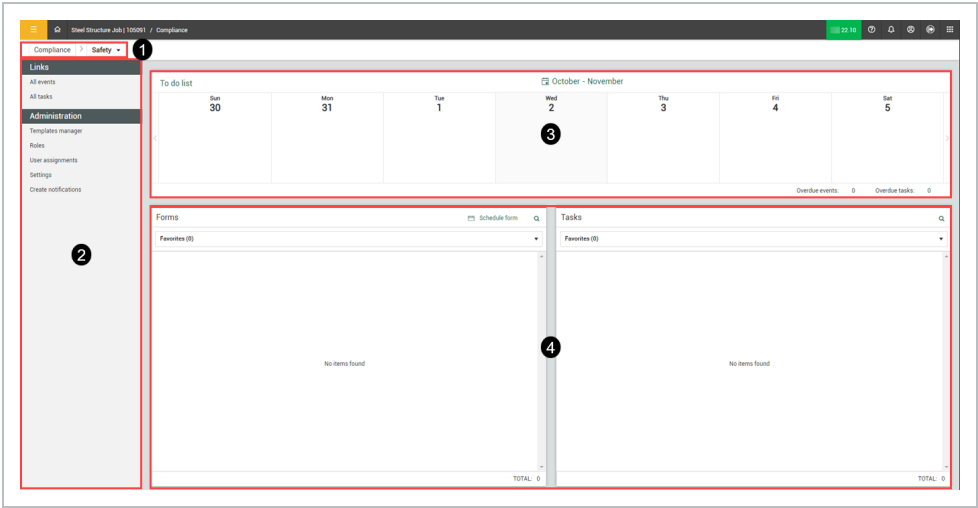 Steel Structure Job | 105091 / Compliance
22.10
Compliance > Safety
1
Links
All events
All tasks
Administration
Templates manager
Roles
User assignments
Settings
Create notifications
2
To do list
October - November
Sun Mon Tue Wed Thu Fri Sat
30 31 1 2 3 4 5
3
Overdue events: 0 Overdue tasks: 0
Forms Schedule form
Favorites (0)
No items found
TOTAL: 0
4
Tasks
Favorites (0)
No items found
TOTAL: 0